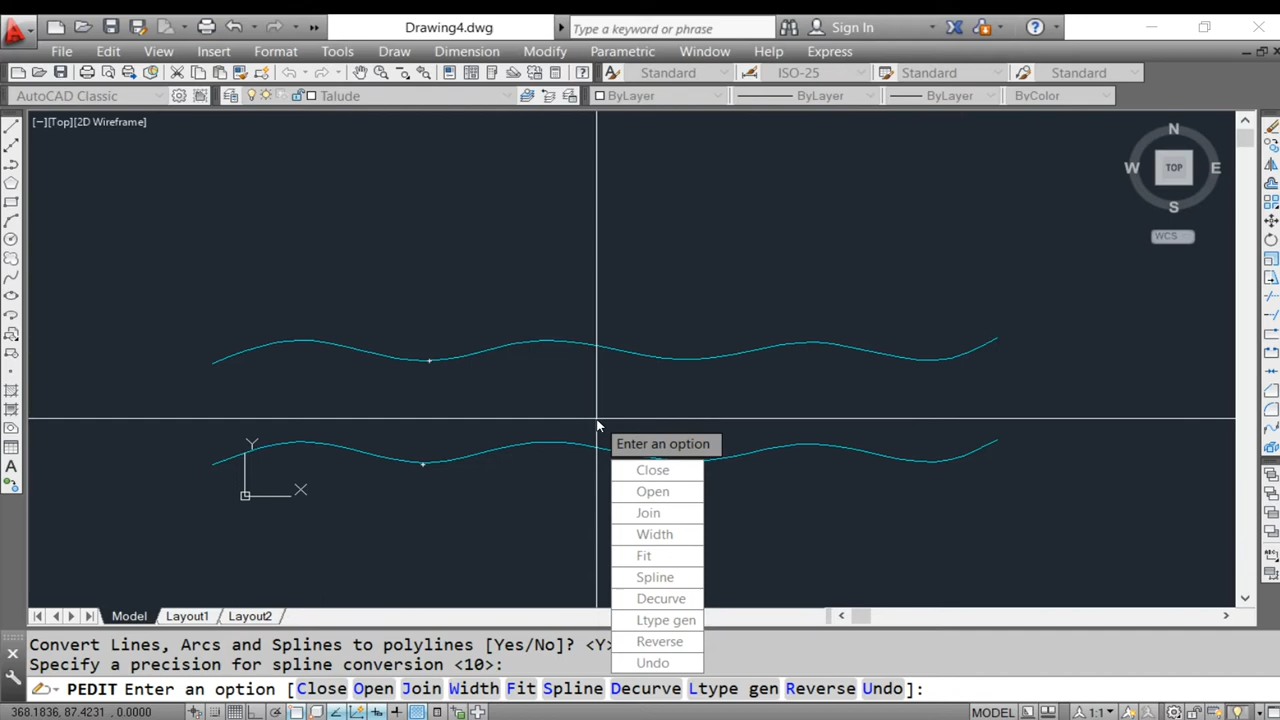 Drawing4.dwg
Type a keyword or phrase
Sign In
File Edit View Insert Format Tools Draw Dimension Modify Parametric Window Help Express
Standard ISO-25 Standard Standard
AutoCAD Classic Talude ByLayer ByLayer ByLayer ByColor
[−][Top][2D Wireframe]
N
W TOP E
S
WCS
Y
X
Enter an option
Close
Open
Join
Width
Fit
Spline
Decurve
Ltype gen
Reverse
Undo
Model Layout1 Layout2
Convert Lines, Arcs and Splines to polylines [Yes/No]? <Y>
Specify a precision for spline conversion <10>:
PEDIT Enter an option [Close Open Join Width Fit Spline Decurve Ltype gen Reverse Undo]:
368.1836, 87.4231, 0.0000 MODEL 1:1